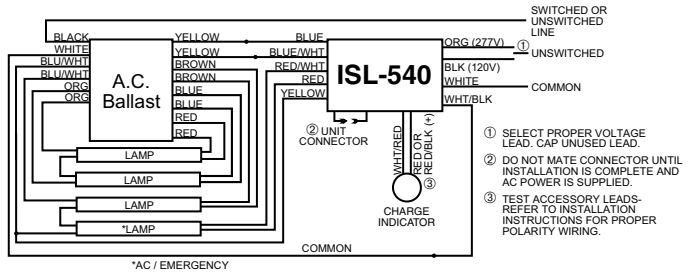 SWITCHED OR
UNSWITCHED
LINE
BLACK
WHITE
BLU/WHT
BLU/WHT
ORG
ORG
A.C.
Ballast
YELLOW
YELLOW
BROWN
BROWN
BLUE
BLUE
RED
RED
BLUE
BLUE/WHT
RED/WHT
RED
YELLOW
ISL-540
ORG (277V)
①
UNSWITCHED
BLK (120V)
WHITE
COMMON
WHT/BLK
② UNIT
CONNECTOR
WHT/RED
RED OR
RED/BLK (+)
③
CHARGE
INDICATOR
LAMP
LAMP
LAMP
*LAMP
COMMON
*AC / EMERGENCY
① SELECT PROPER VOLTAGE
LEAD. CAP UNUSED LEAD.
② DO NOT MATE CONNECTOR UNTIL
INSTALLATION IS COMPLETE AND
AC POWER IS SUPPLIED.
③ TEST ACCESSORY LEADS-
REFER TO INSTALLATION
INSTRUCTIONS FOR PROPER
POLARITY WIRING.